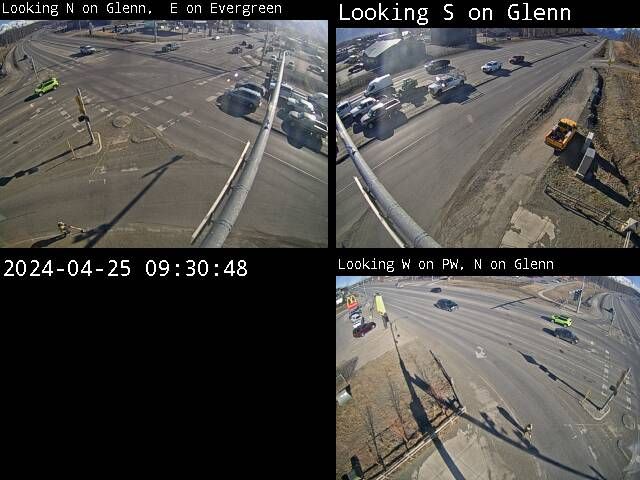 Looking N on Glenn,  E on Evergreen
Looking S on Glenn
2024-04-25 09:30:48
Looking W on PW, N on Glenn